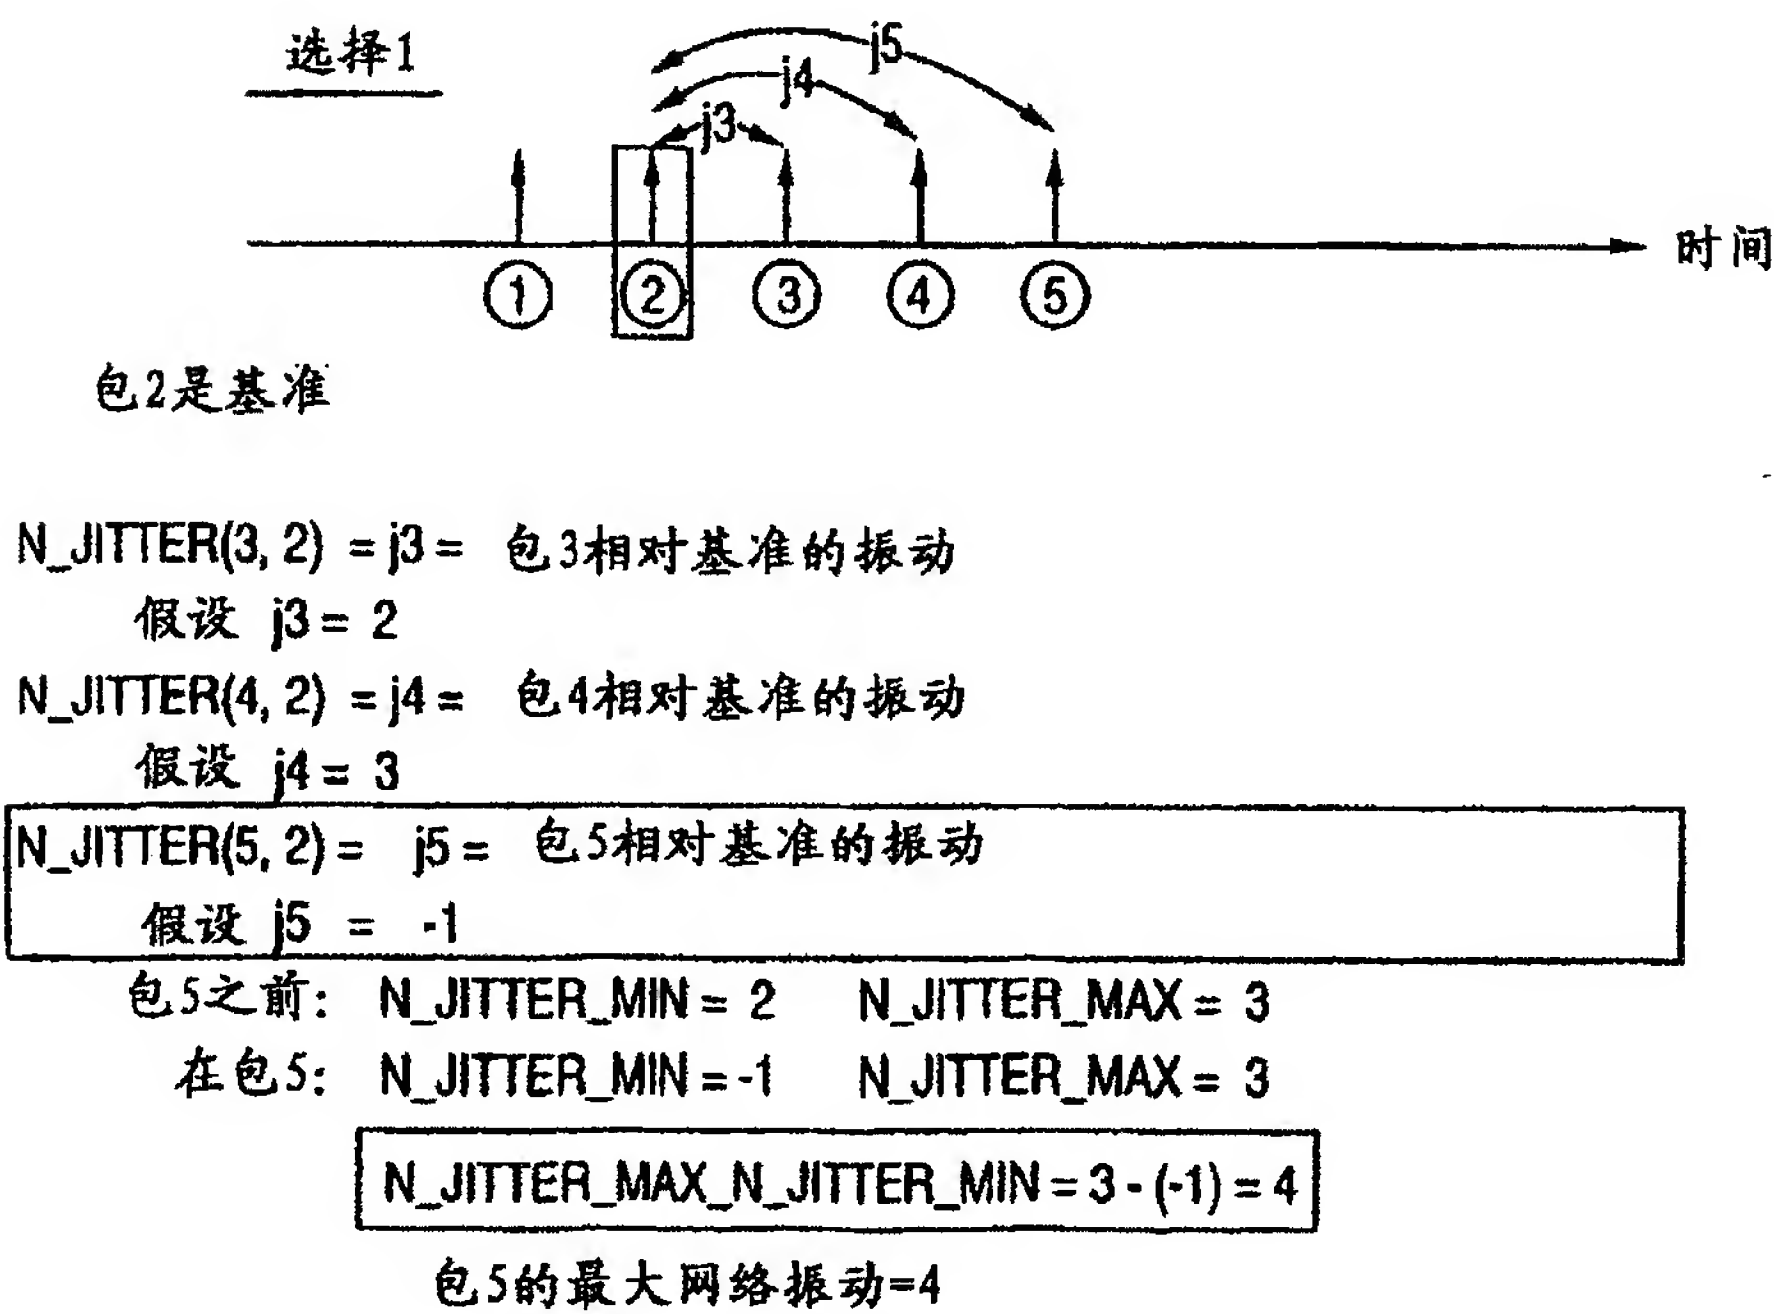 选择1
j5
j4
j3
时间
① ② ③ ④ ⑤
包2是基准
N_JITTER(3, 2) = j3 = 包3相对基准的振动
假设 j3 = 2
N_JITTER(4, 2) = j4 = 包4相对基准的振动
假设 j4 = 3
N_JITTER(5, 2) = j5 = 包5相对基准的振动
假设 j5 = -1
包5之前: N_JITTER_MIN = 2 N_JITTER_MAX = 3
在包5: N_JITTER_MIN = -1 N_JITTER_MAX = 3
N_JITTER_MAX_N_JITTER_MIN = 3 - (-1) = 4
包5的最大网络振动=4